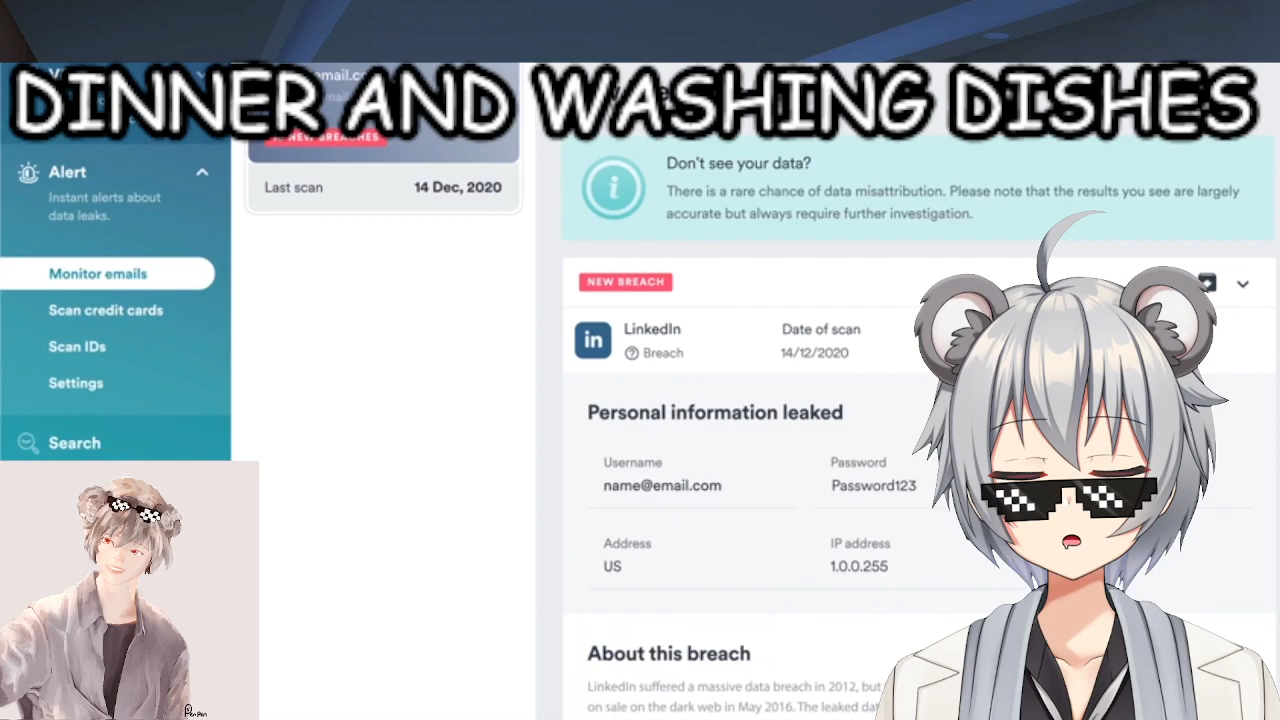 DINNER AND WASHING DISHES
NEW BREACHES
Alert
Instant alerts about
data leaks.
Last scan 14 Dec, 2020
Monitor emails
Scan credit cards
Scan IDs
Settings
Search
Don't see your data?
There is a rare chance of data misattribution. Please note that the results you see are largely
accurate but always require further investigation.
NEW BREACH
in
LinkedIn
Breach
Date of scan
14/12/2020
Personal information leaked
Username
name@email.com
Password
Password123
Address
US
IP address
1.0.0.255
About this breach
LinkedIn suffered a massive data breach in 2012, but
on sale on the dark web in May 2016. The leaked